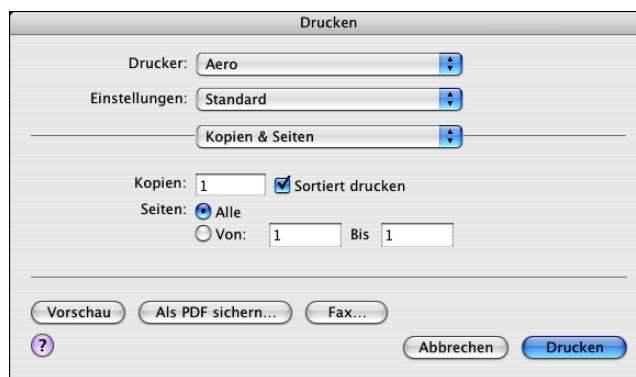 Drucken
Drucker: Aero
Einstellungen: Standard
Kopien & Seiten
Kopien: 1 Sortiert drucken
Seiten: Alle
Von: 1 Bis 1
Vorschau Als PDF sichern... Fax...
? Abbrechen Drucken